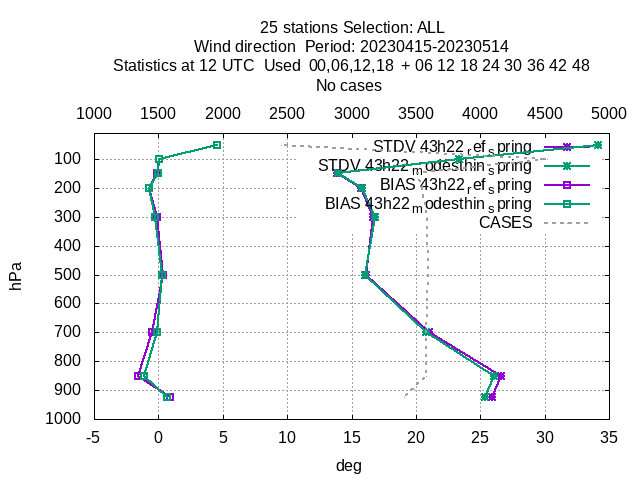 25 stations Selection: ALL
Wind direction  Period: 20230415-20230514
Statistics at 12 UTC  Used  00,06,12,18  + 06 12 18 24 30 36 42 48
No cases
1000 1500 2000 2500 3000 3500 4000 4500 5000
STDV 43h22_ref_spring
STDV 43h22_modesthin_spring
BIAS 43h22_ref_spring
BIAS 43h22_modesthin_spring
CASES
100
200
300
400
500
600
700
800
900
1000
hPa
-5 0 5 10 15 20 25 30 35
deg